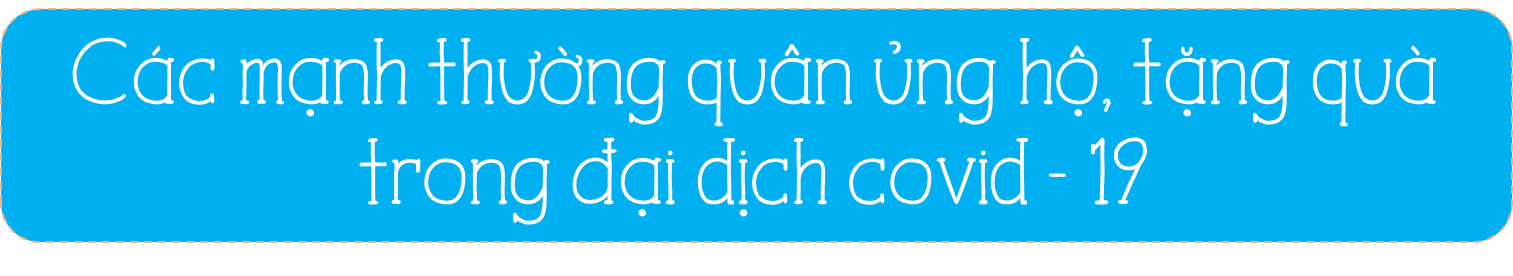 Các mạnh thường quân ủng hộ, tặng quà
trong đại dịch covid - 19